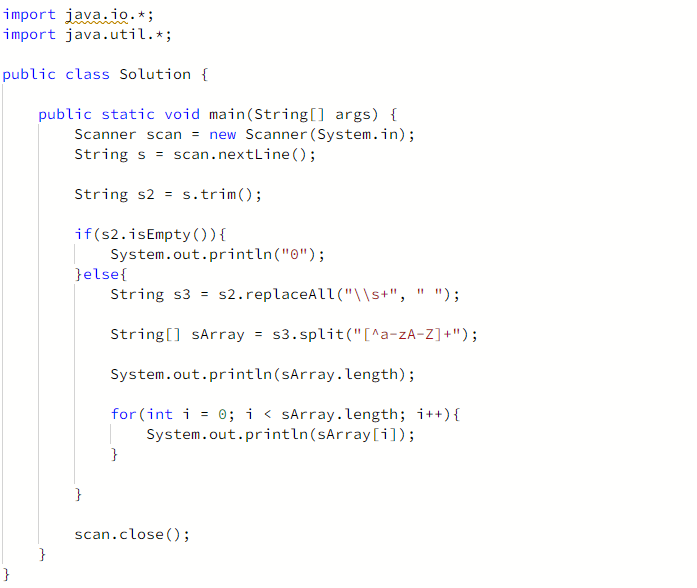 import java.io.*;
import java.util.*;
public class Solution {
public static void main(String[] args) {
Scanner scan = new Scanner(System.in);
String s = scan.nextLine();
String s2 = s.trim();
if(s2.isEmpty()){
System.out.println("0");
}else{
String s3 = s2.replaceAll("\\s+", " ");
String[] sArray = s3.split("[^a-zA-Z]+");
System.out.println(sArray.length);
for(int i = 0; i < sArray.length; i++){
System.out.println(sArray[i]);
}
}
scan.close();
}
}